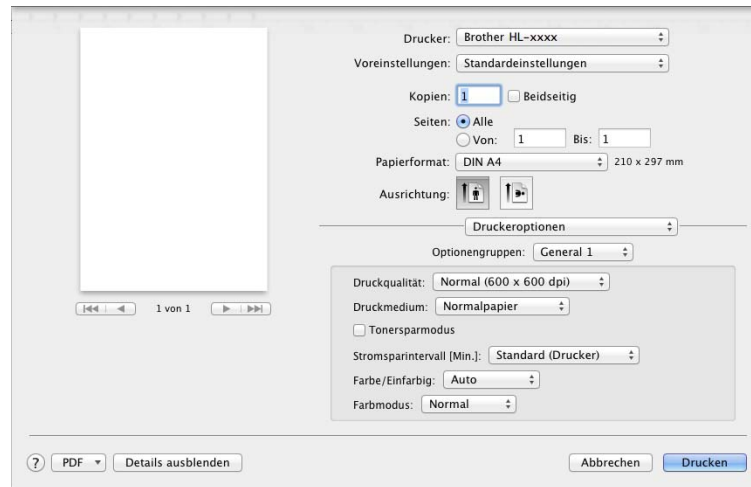 Drucker: Brother HL-xxxx
Voreinstellungen: Standardeinstellungen
Kopien: 1 Beidseitig
Seiten: Alle
Von: 1 Bis: 1
Papierformat: DIN A4 210 x 297 mm
Ausrichtung:
Druckeroptionen
Optionengruppen: General 1
Druckqualität: Normal (600 x 600 dpi)
Druckmedium: Normalpapier
Tonersparmodus
Stromsparintervall [Min.]: Standard (Drucker)
Farbe/Einfarbig: Auto
Farbmodus: Normal
1 von 1
? PDF Details ausblenden Abbrechen Drucken